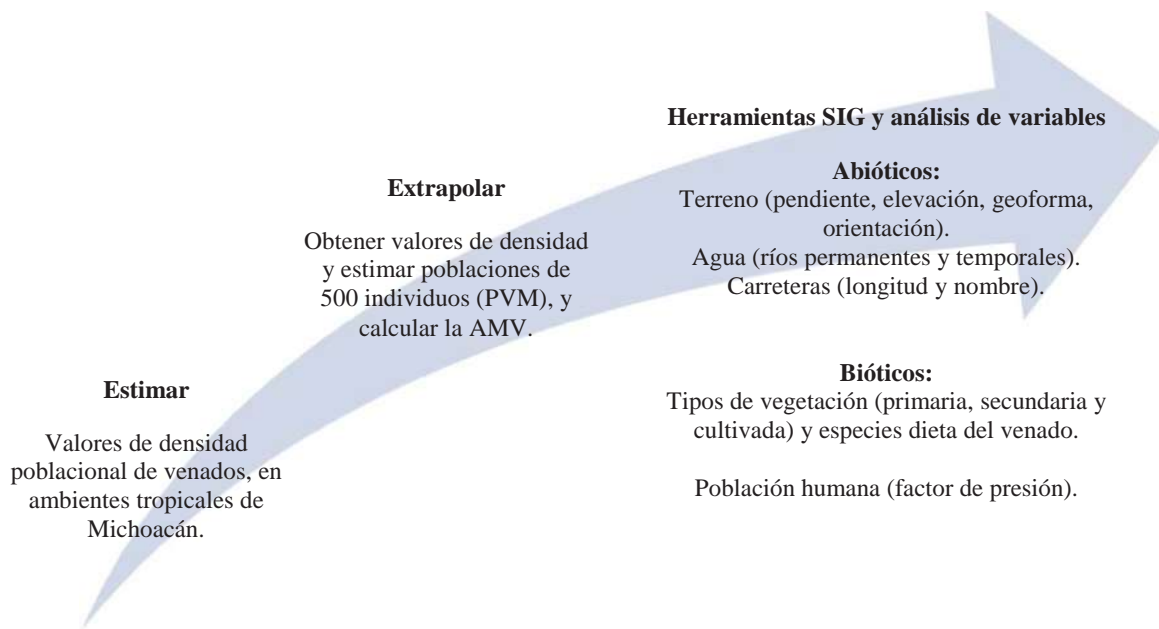 Estimar
Valores de densidad
poblacional de venados, en
ambientes tropicales de
Michoacán.
Extrapolar
Obtener valores de densidad
y estimar poblaciones de
500 individuos (PVM), y
calcular la AMV.
Herramientas SIG y análisis de variables
Abióticos:
Terreno (pendiente, elevación, geoforma,
orientación).
Agua (ríos permanentes y temporales).
Carreteras (longitud y nombre).
Bióticos:
Tipos de vegetación (primaria, secundaria y
cultivada) y especies dieta del venado.
Población humana (factor de presión).